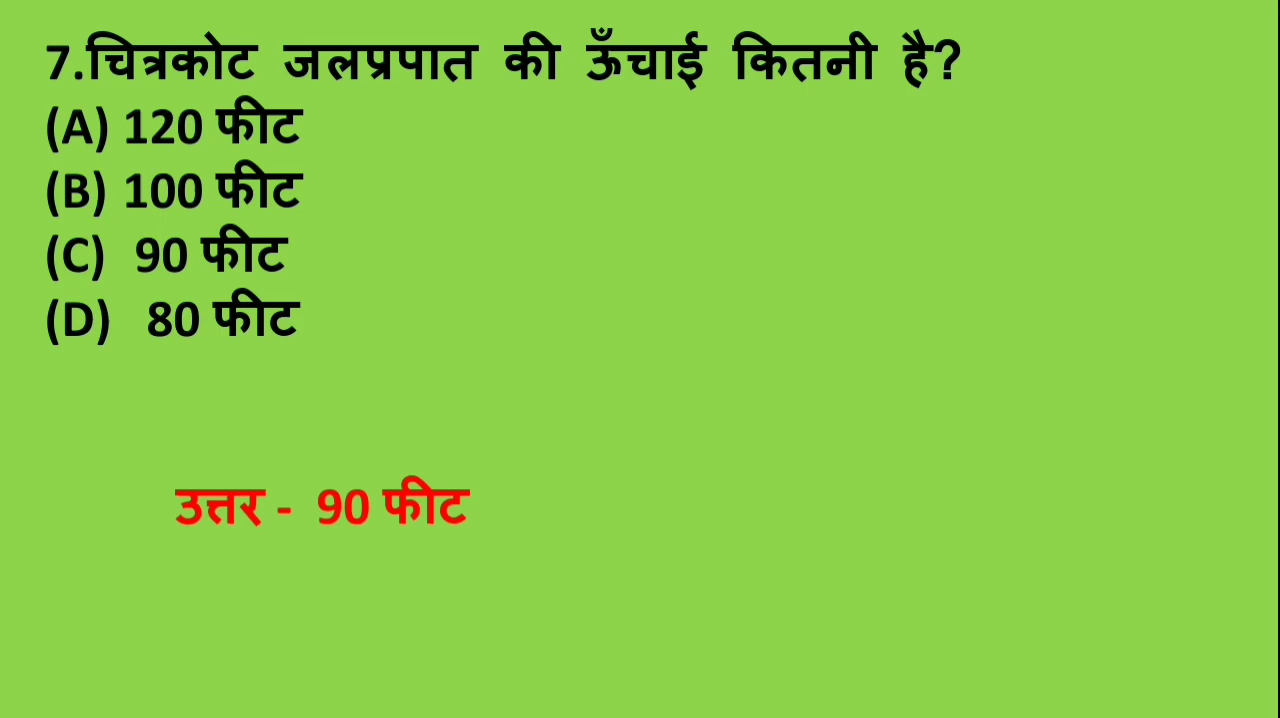 7.चित्रकोट जलप्रपात की ऊँचाई कितनी है?
(A) 120 फीट
(B) 100 फीट
(C) 90 फीट
(D) 80 फीट
उत्तर - 90 फीट